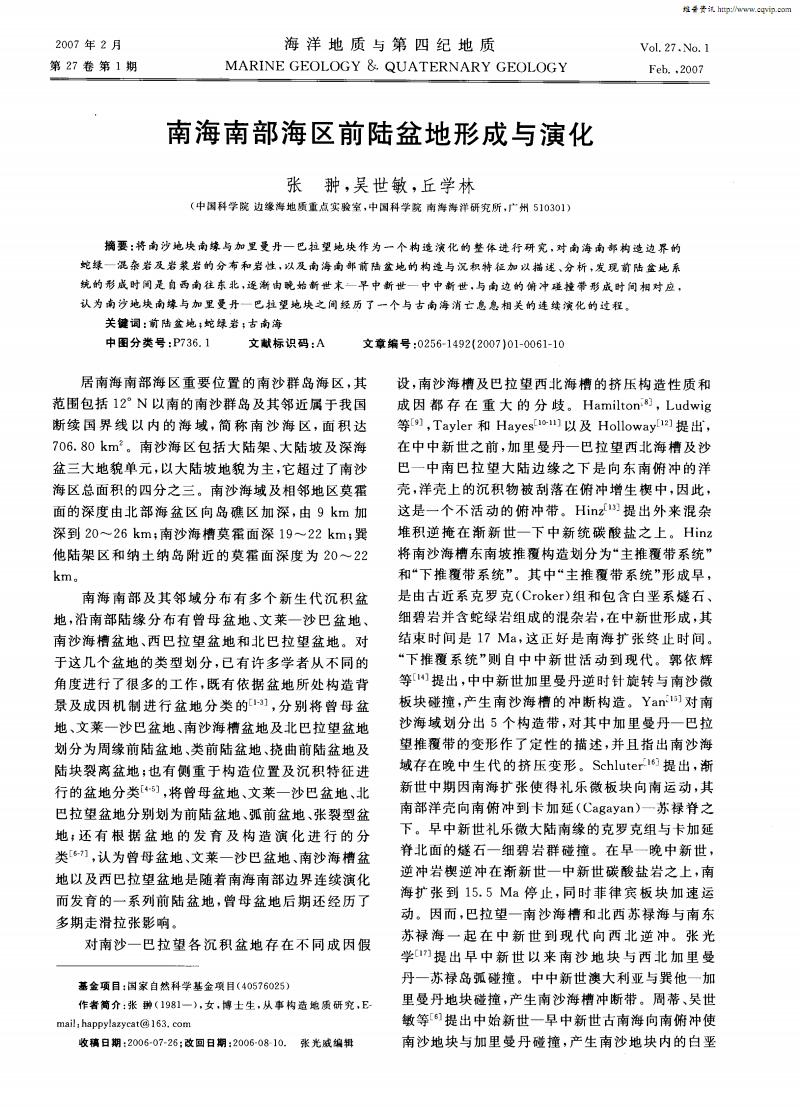 维普资讯 http://www.cqvip.com
2007 年 2 月
海 洋 地 质 与 第 四 纪 地 质
Vol. 27, No. 1
第 27 卷 第 1 期
MARINE GEOLOGY & QUATERNARY GEOLOGY
Feb. , 2007
南海南部海区前陆盆地形成与演化
张 翀,吴世敏,丘学林
(中国科学院 边缘海地质重点实验室,中国科学院 南海海洋研究所,广州 510301)
摘要:将南沙地块南缘与加里曼丹—巴拉望地块作为一个构造演化的整体进行研究,对南海南部构造边界的
蛇绿—混杂岩及岩浆岩的分布和岩性,以及南海南部前陆盆地的构造与沉积特征加以描述、分析,发现前陆盆地系
统的形成时间是自西南往东北,逐渐由晚始新世末—早中新世—中中新世,与南边的俯冲碰撞带形成时间相对应,
认为南沙地块南缘与加里曼丹—巴拉望地块之间经历了一个与古南海消亡息息相关的连续演化的过程。
关键词:前陆盆地;蛇绿岩;古南海
中图分类号:P736.1 文献标识码:A 文章编号:0256-1492(2007)01-0061-10
居南海南部海区重要位置的南沙群岛海区,其
范围包括 12° N 以南的南沙群岛及其邻近属于我国
断续国界线以内的海域,简称南沙海区,面积达
706.80 km²。南沙海区包括大陆架、大陆坡及深海
盆三大地貌单元,以大陆坡地貌为主,它超过了南沙
海区总面积的四分之三。南沙海域及相邻地区莫霍
面的深度由北部海盆区向岛礁区加深,由 9 km 加
深到 20～26 km;南沙海槽莫霍面深 19～22 km;巽
他陆架区和纳土纳岛附近的莫霍面深度为 20～22
km。
南海南部及其邻域分布有多个新生代沉积盆
地,沿南部陆缘分布有曾母盆地、文莱—沙巴盆地、
南沙海槽盆地、西巴拉望盆地和北巴拉望盆地。对
于这几个盆地的类型划分,已有许多学者从不同的
角度进行了很多的工作,既有依据盆地所处构造背
景及成因机制进行盆地分类的[1-3],分别将曾母盆
地、文莱—沙巴盆地、南沙海槽盆地及北巴拉望盆地
划分为周缘前陆盆地、类前陆盆地、挠曲前陆盆地及
陆块裂离盆地;也有侧重于构造位置及沉积特征进
行的盆地分类[4-5],将曾母盆地、文莱—沙巴盆地、北
巴拉望盆地分别划为前陆盆地、弧前盆地、张裂型盆
地;还有根据盆地的发育及构造演化进行的分
类[6-7],认为曾母盆地、文莱—沙巴盆地、南沙海槽盆
地以及西巴拉望盆地是随着南海南部边界连续演化
而发育的一系列前陆盆地,曾母盆地后期还经历了
多期走滑拉张影响。
对南沙—巴拉望各沉积盆地存在不同成因假
基金项目:国家自然科学基金项目(40576025)
作者简介:张 翀(1981—),女,博士生,从事构造地质研究,E-
mail:happylazycat@163.com
收稿日期:2006-07-26;改回日期:2006-08-10. 张光威编辑
设,南沙海槽及巴拉望西北海槽的挤压构造性质和
成因都存在重大的分歧。Hamilton[8], Ludwig
等[9],Tayler 和 Hayes[10-11]以及 Holloway[12]提出,
在中中新世之前,加里曼丹—巴拉望西北海槽及沙
巴—中南巴拉望大陆边缘之下是向东南俯冲的洋
壳,洋壳上的沉积物被刮落在俯冲增生楔中,因此,
这是一个不活动的俯冲带。Hinz[13]提出外来混杂
堆积逆掩在渐新世—下中新统碳酸盐之上。Hinz
将南沙海槽东南坡推覆构造划分为“主推覆带系统”
和“下推覆带系统”。其中“主推覆带系统”形成早,
是由古近系克罗克(Croker)组和包含白垩系燧石、
细碧岩并含蛇绿岩组成的混杂岩,在中新世形成,其
结束时间是 17 Ma,这正好是南海扩张终止时间。
“下推覆系统”则自中中新世活动到现代。郭依辉
等[14]提出,中中新世加里曼丹逆时针旋转与南沙微
板块碰撞,产生南沙海槽的冲断构造。Yan[15]对南
沙海域划分出 5 个构造带,对其中加里曼丹—巴拉
望推覆带的变形作了定性的描述,并且指出南沙海
域存在晚中生代的挤压变形。Schluter[16]提出,渐
新世中期因南海扩张使得礼乐微板块向南运动,其
南部洋壳向南俯冲到卡加延(Cagayan)—苏禄脊之
下。早中新世礼乐微大陆南缘的克罗克组与卡加延
脊北面的燧石—细碧岩群碰撞。在早—晚中新世,
逆冲岩楔逆冲在渐新世—中新世碳酸盐岩之上,南
海扩张到 15.5 Ma 停止,同时菲律宾板块加速运
动。因而,巴拉望—南沙海槽和北西苏禄海与南东
苏禄海一起在中新世到现代向西北逆冲。张光
学[17]提出早中新世以来南沙地块与西北加里曼
丹—苏禄岛弧碰撞。中中新世澳大利亚与巽他—加
里曼丹地块碰撞,产生南沙海槽冲断带。周蒂、吴世
敏等[6]提出中始新世—早中新世古南海向南俯冲使
南沙地块与加里曼丹碰撞,产生南沙地块内的白垩